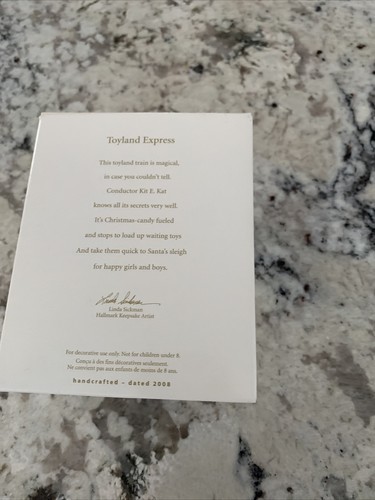 Toyland Express
This toyland train is magical,
in case you couldn't tell.
Conductor Kit E. Kat
knows all its secrets very well.
It's Christmas-candy fueled
and stops to load up waiting toys
And take them quick to Santa's sleigh
for happy girls and boys.
Linda Sickman
Linda Sickman
Hallmark Keepsake Artist
For decorative use only. Not for children under 8.
Conçu à des fins décoratives seulement.
Ne convient pas aux enfants de moins de 8 ans.
handcrafted – dated 2008